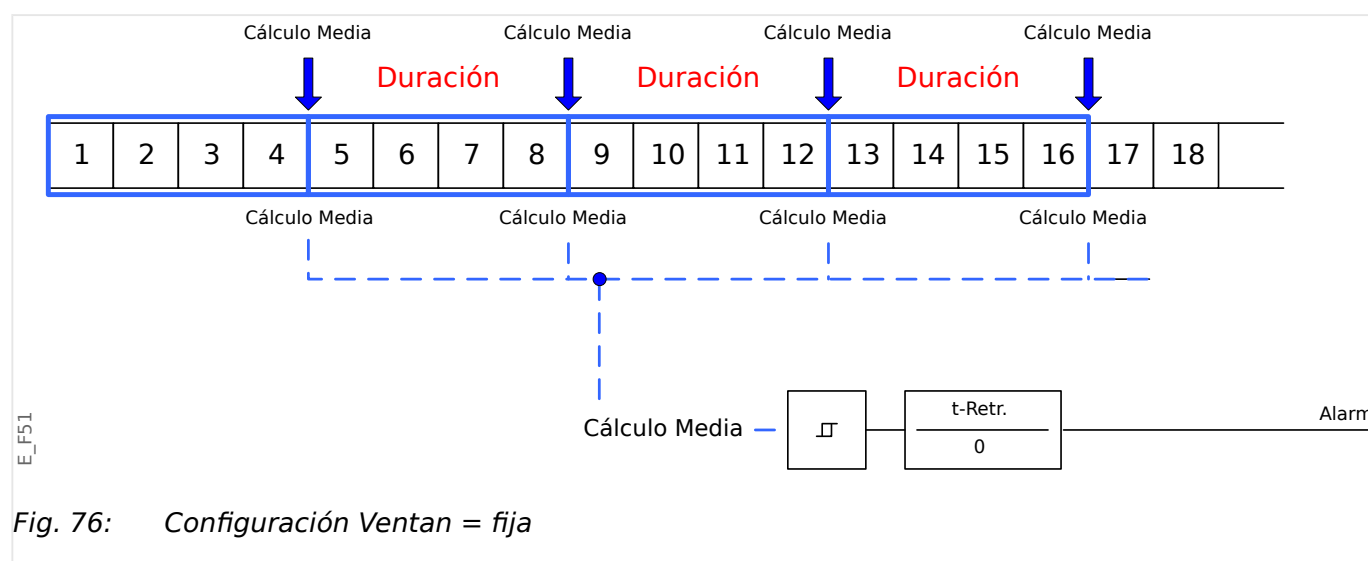 Cálculo Media Cálculo Media Cálculo Media Cálculo Media
Duración Duración Duración
1 2 3 4 5 6 7 8 9 10 11 12 13 14 15 16 17 18
Cálculo Media Cálculo Media Cálculo Media Cálculo Media
t-Retr.
Cálculo Media
0
Alarm
E_F51
Fig. 76: Configuración Ventan = fija